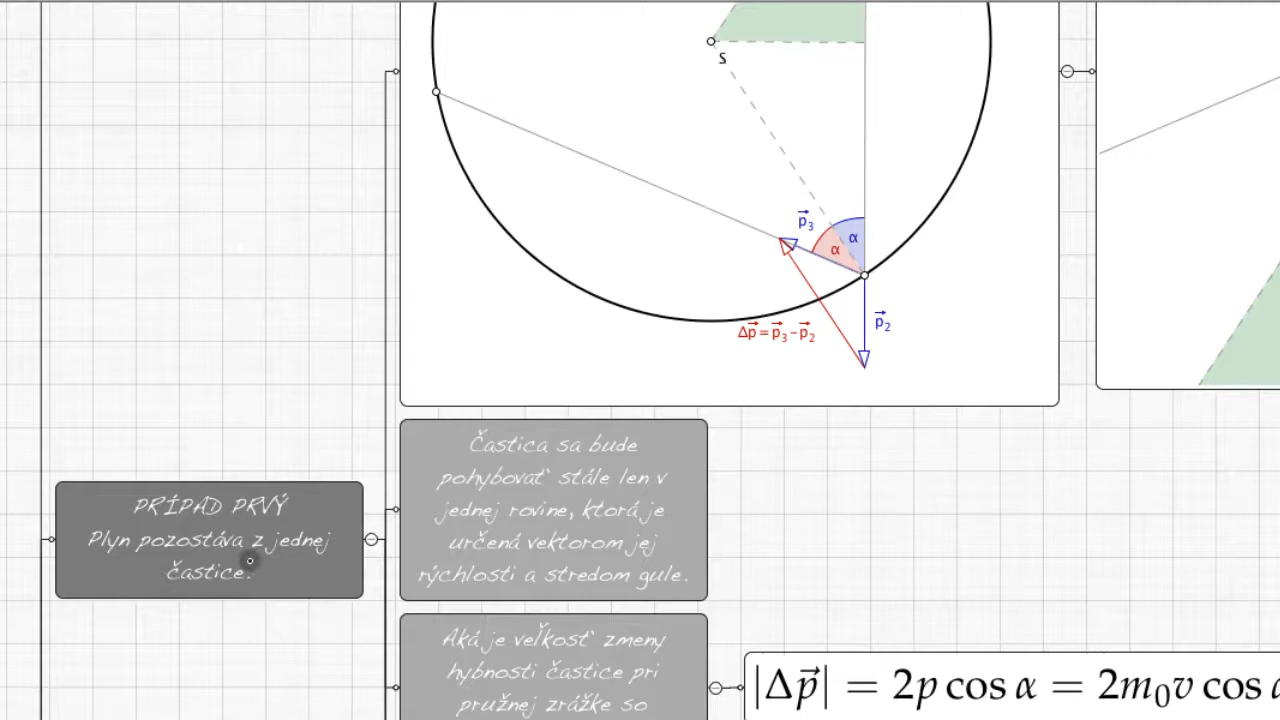 S
p⃗₃
α
α
Δp⃗=p⃗₃-p⃗₂
p⃗₂
Častica sa bude
pohybovať stále len v
jednej rovine, ktorá je
určená vektorom jej
rýchlosti a stredom gule.
PRÍPAD PRVÝ
Plyn pozostáva z jednej
častice.
Aká je veľkosť zmeny
hybnosti častice pri
pružnej zrážke so
|Δp⃗| = 2p cos α = 2m₀v cos α